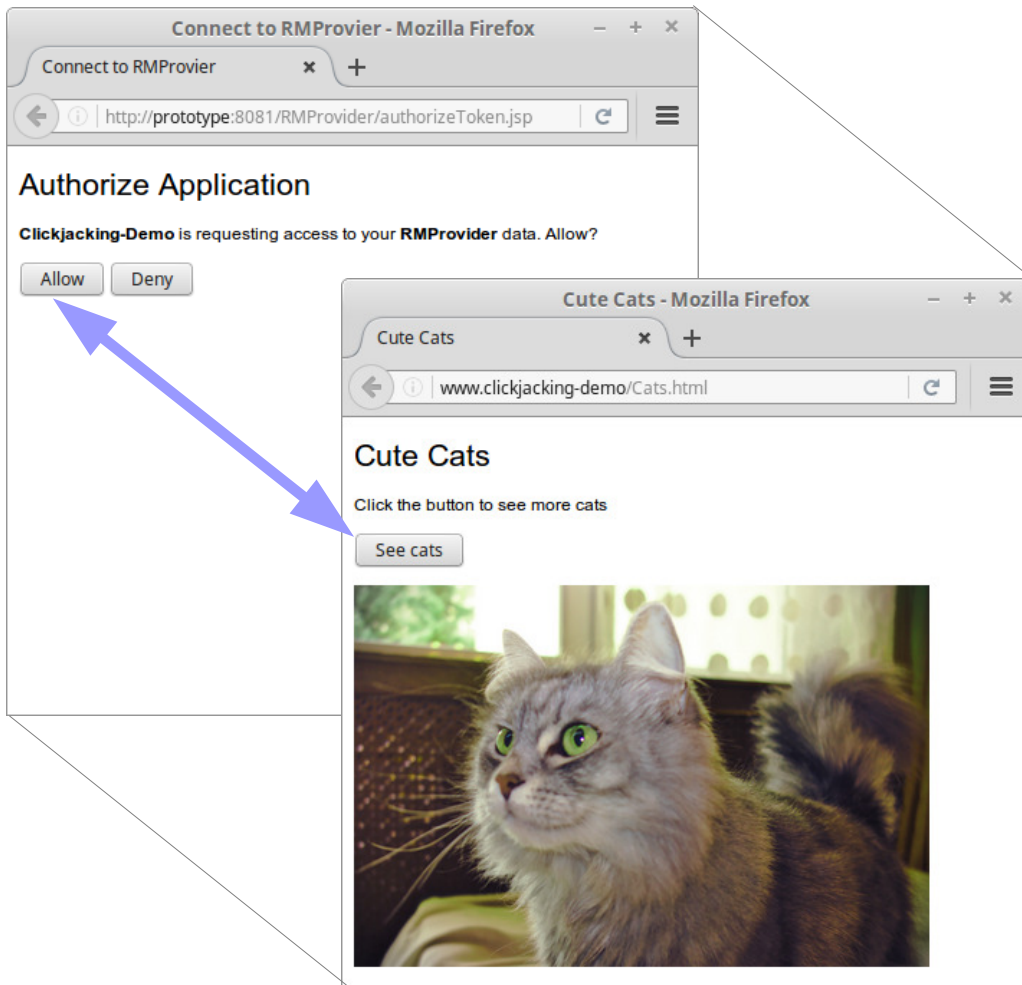 Connect to RMProvier - Mozilla Firefox
Connect to RMProvier
http://prototype:8081/RMProvider/authorizeToken.jsp
Authorize Application
Clickjacking-Demo is requesting access to your RMProvider data. Allow?
Allow Deny
Cute Cats - Mozilla Firefox
Cute Cats
www.clickjacking-demo/Cats.html
Cute Cats
Click the button to see more cats
See cats